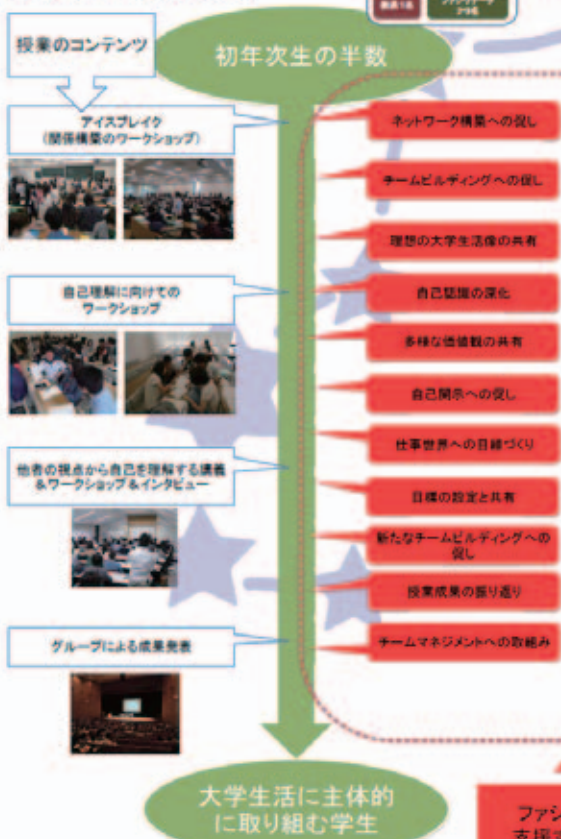 教員1名
授業のコンテンツ
初年次生の半数
アイスブレイク
(関係構築のワークショップ)
ネットワーク構築への促し
チームビルディングへの促し
理想の大学生活像の共有
自己理解に向けての
ワークショップ
自己認識の深化
多様な価値観の共有
自己開示への促し
仕事世界への目線づくり
他者の視点から自己を理解する講義
&ワークショップ&インタビュー
目標の設定と共有
新たなチームビルディングへの
促し
授業成果の振り返り
グループによる成果発表
チームマネジメントへの取組み
大学生活に主体的
に取り組む学生
ファシ